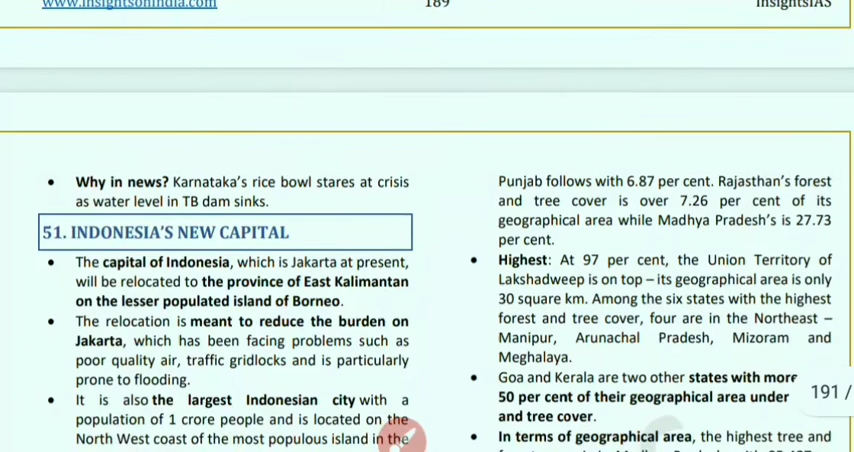 www.insightsonindia.com
189
InsightsIAS
• Why in news? Karnataka's rice bowl stares at crisis
as water level in TB dam sinks.
51. INDONESIA'S NEW CAPITAL
• The capital of Indonesia, which is Jakarta at present,
will be relocated to the province of East Kalimantan
on the lesser populated island of Borneo.
• The relocation is meant to reduce the burden on
Jakarta, which has been facing problems such as
poor quality air, traffic gridlocks and is particularly
prone to flooding.
• It is also the largest Indonesian city with a
population of 1 crore people and is located on the
North West coast of the most populous island in the
Punjab follows with 6.87 per cent. Rajasthan's forest
and tree cover is over 7.26 per cent of its
geographical area while Madhya Pradesh's is 27.73
per cent.
• Highest: At 97 per cent, the Union Territory of
Lakshadweep is on top – its geographical area is only
30 square km. Among the six states with the highest
forest and tree cover, four are in the Northeast –
Manipur, Arunachal Pradesh, Mizoram and
Meghalaya.
• Goa and Kerala are two other states with more
50 per cent of their geographical area under
and tree cover.
• In terms of geographical area, the highest tree and
191 /